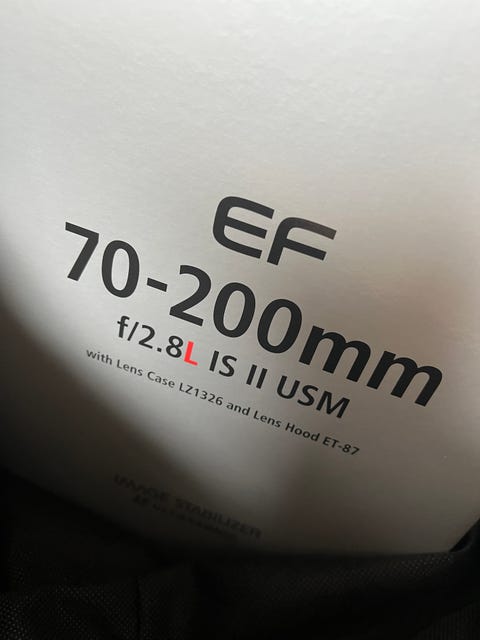 EF
70-200mm
f/2.8L IS II USM
with Lens Case LZ1326 and Lens Hood ET-87
IMAGE STABILIZER